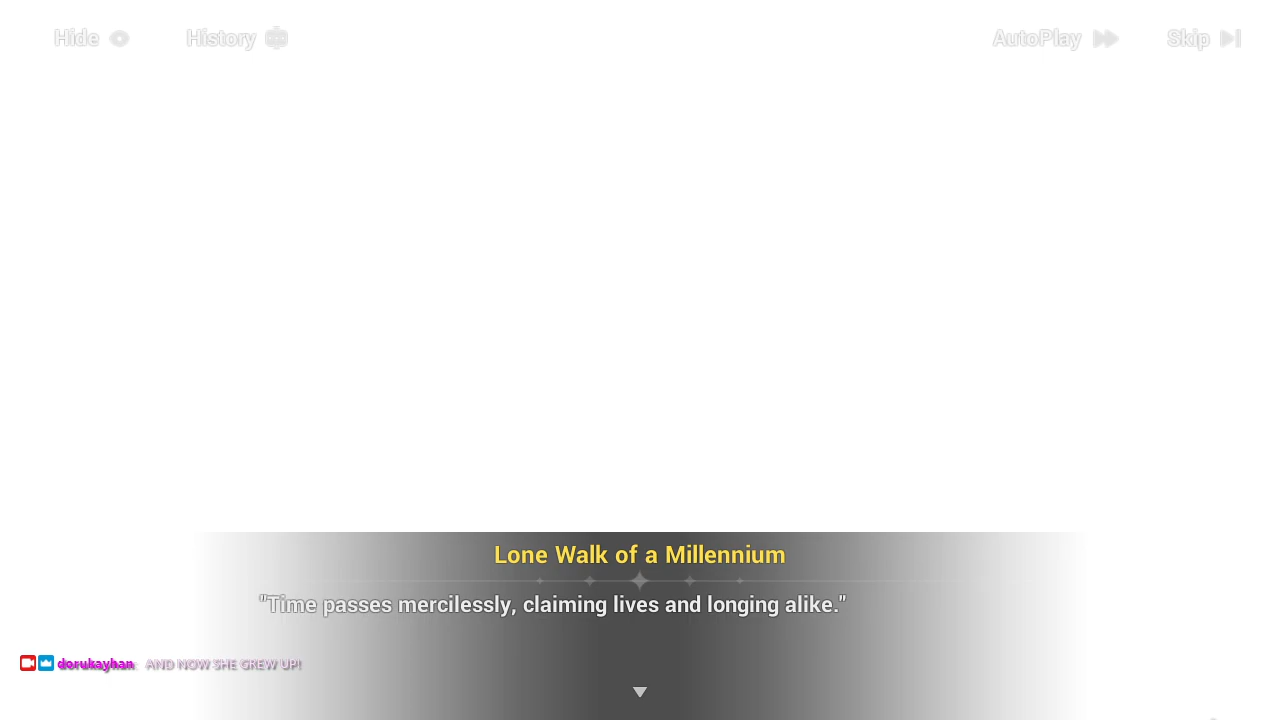 Hide
History
AutoPlay
Skip
Lone Walk of a Millennium
"Time passes mercilessly, claiming lives and longing alike."
dorukayhan: AND NOW SHE GREW UP!